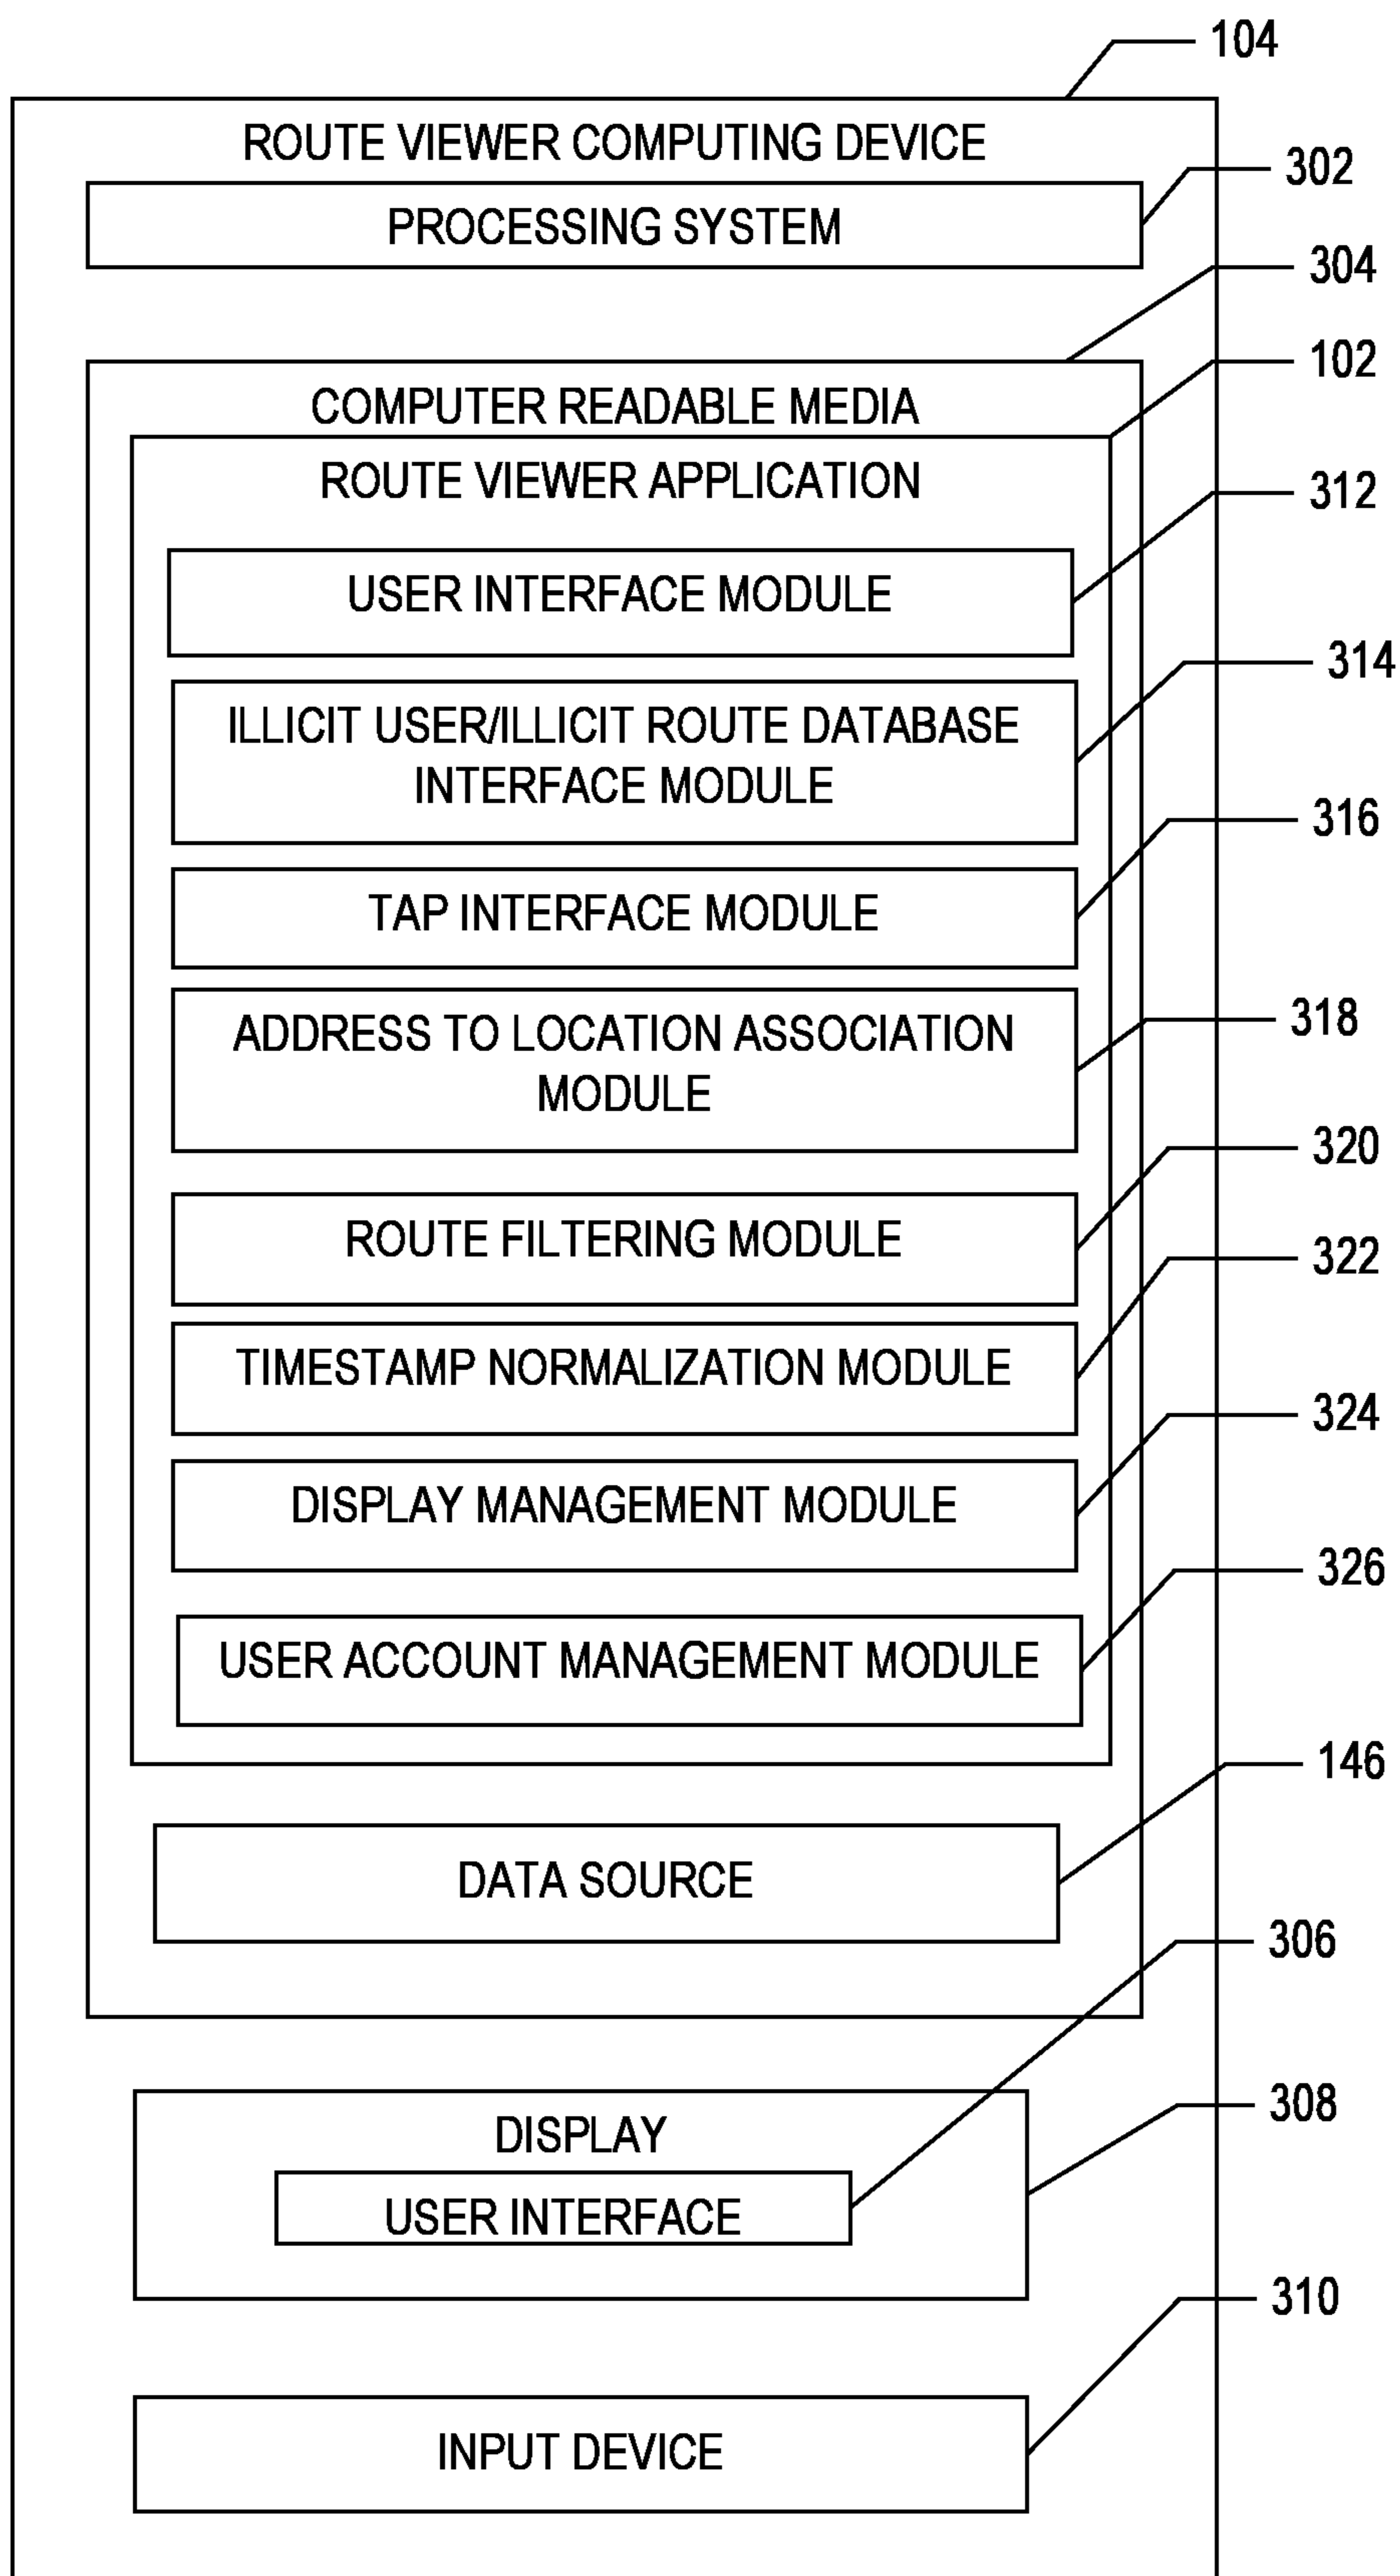 104
ROUTE VIEWER COMPUTING DEVICE
302
PROCESSING SYSTEM
304
102
COMPUTER READABLE MEDIA
ROUTE VIEWER APPLICATION
312
USER INTERFACE MODULE
314
ILLICIT USER/ILLICIT ROUTE DATABASE
INTERFACE MODULE
316
TAP INTERFACE MODULE
318
ADDRESS TO LOCATION ASSOCIATION
MODULE
320
ROUTE FILTERING MODULE
322
TIMESTAMP NORMALIZATION MODULE
324
DISPLAY MANAGEMENT MODULE
326
USER ACCOUNT MANAGEMENT MODULE
146
DATA SOURCE
306
308
DISPLAY
USER INTERFACE
310
INPUT DEVICE